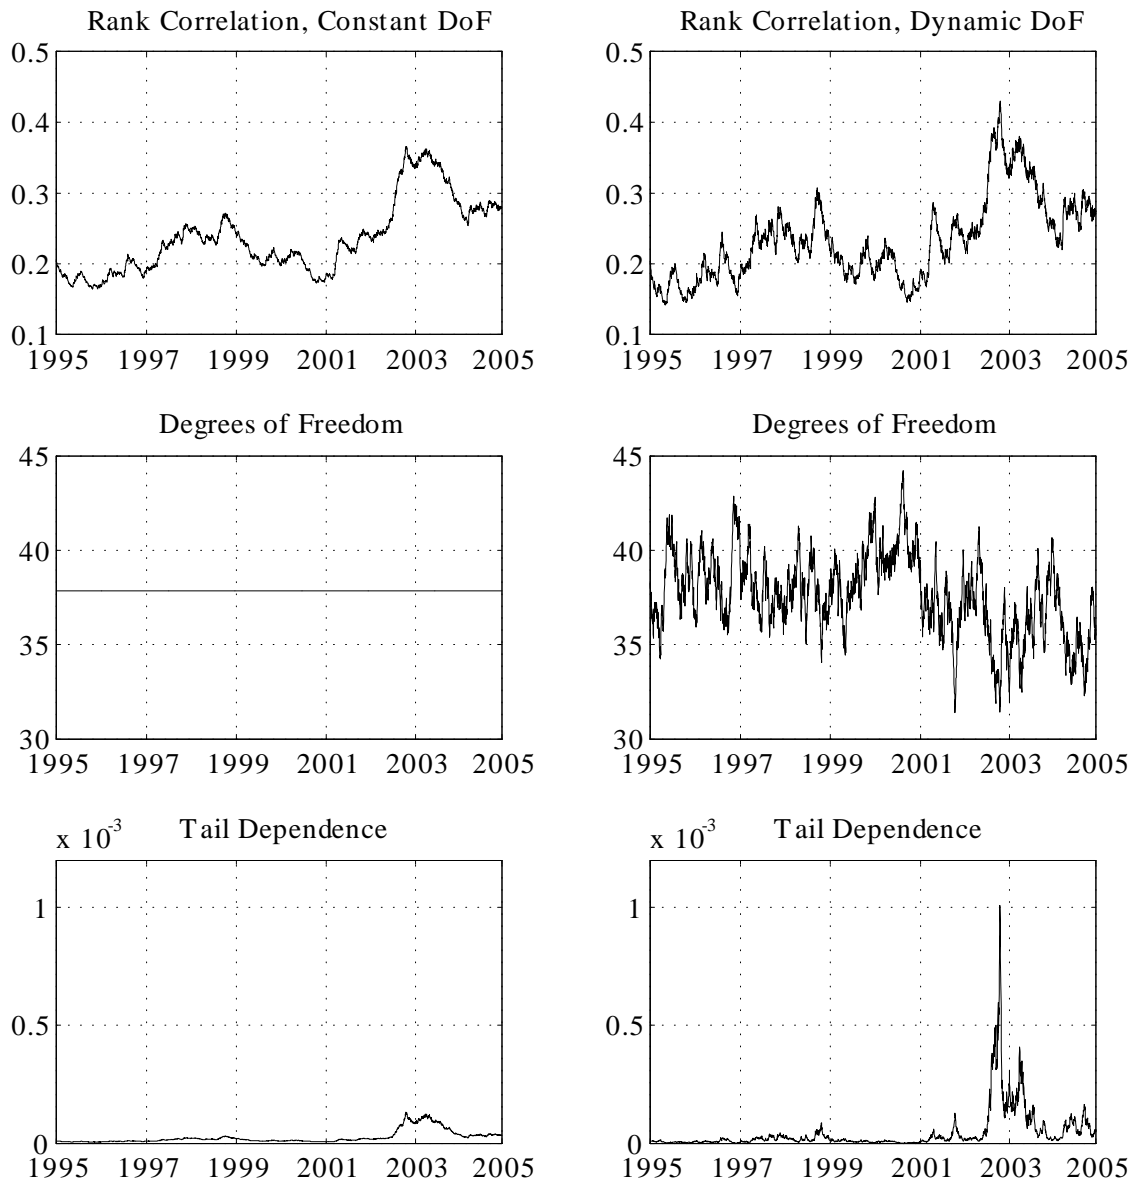 Rank Correlation, Constant DoF
0.5
0.4
0.3
0.2
0.1
1995 1997 1999 2001 2003 2005
Rank Correlation, Dynamic DoF
0.5
0.4
0.3
0.2
0.1
1995 1997 1999 2001 2003 2005
Degrees of Freedom
45
40
35
30
1995 1997 1999 2001 2003 2005
Degrees of Freedom
45
40
35
30
1995 1997 1999 2001 2003 2005
x 10^-3 Tail Dependence
1
0.5
0
1995 1997 1999 2001 2003 2005
x 10^-3 Tail Dependence
1
0.5
0
1995 1997 1999 2001 2003 2005